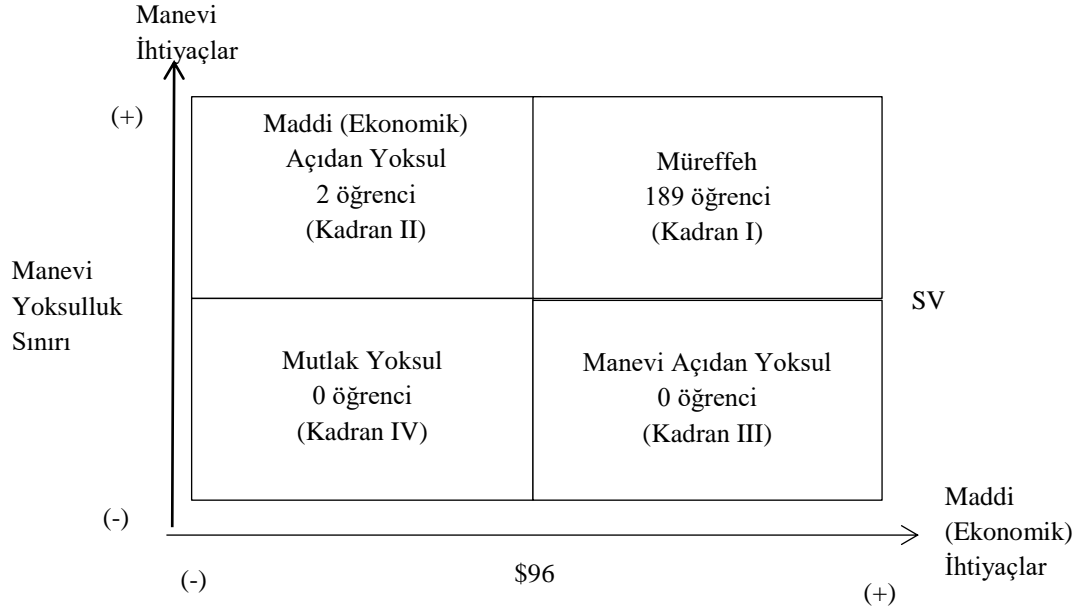 Manevi
İhtiyaçlar
(+)
Maddi (Ekonomik)
Açıdan Yoksul
2 öğrenci
(Kadran II)
Müreffeh
189 öğrenci
(Kadran I)
Manevi
Yoksulluk
Sınırı
SV
Mutlak Yoksul
0 öğrenci
(Kadran IV)
Manevi Açıdan Yoksul
0 öğrenci
(Kadran III)
(-)
Maddi
(Ekonomik)
İhtiyaçlar
(-)
$96
(+)